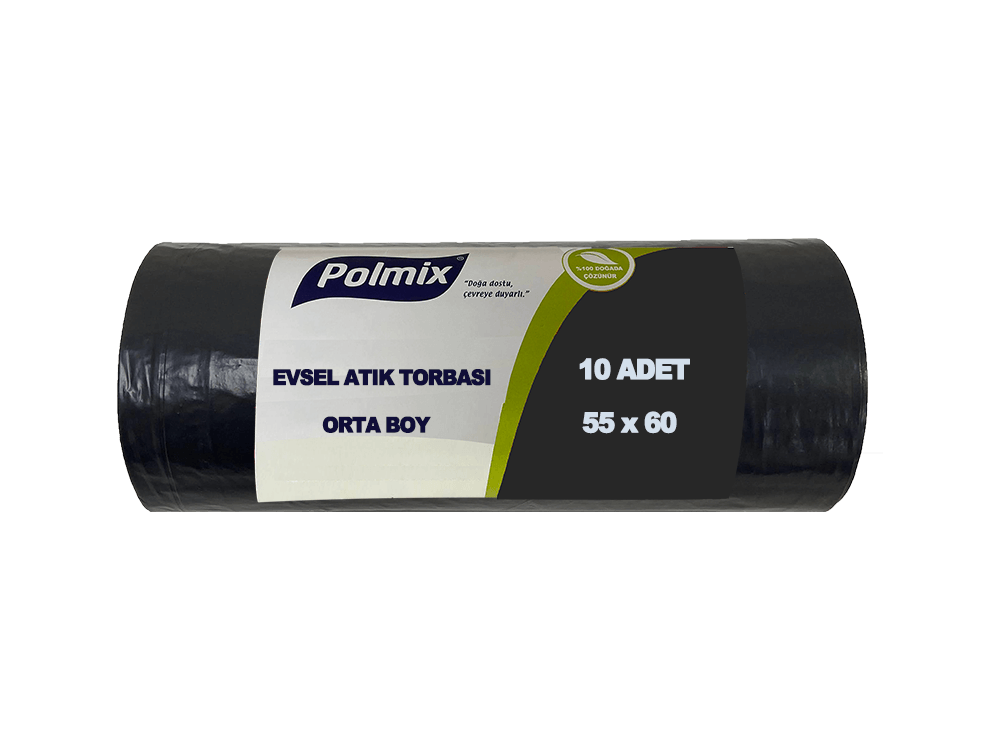 Polmix®
"Doğa dostu,
çevreye duyarlı."
%100 DOĞADA
ÇÖZÜNÜR
EVSEL ATIK TORBASI
ORTA BOY
10 ADET
55 x 60